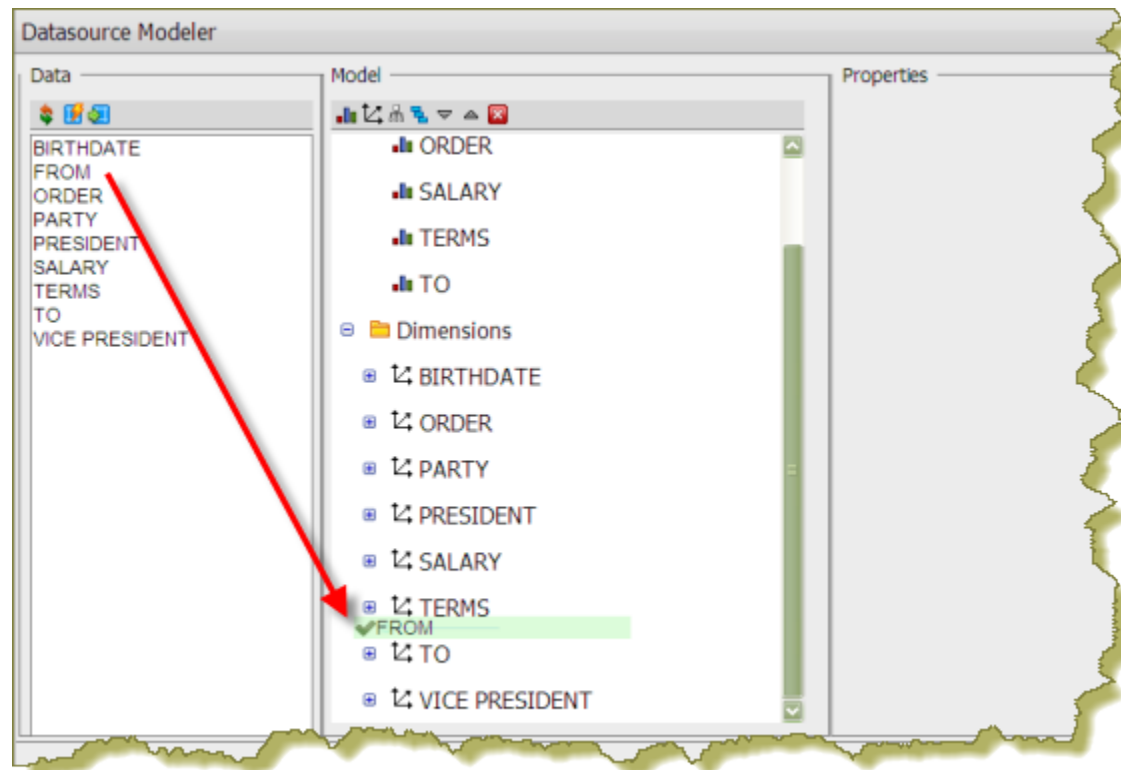 Datasource Modeler
Data
Model
Properties
BIRTHDATE
FROM
ORDER
PARTY
PRESIDENT
SALARY
TERMS
TO
VICE PRESIDENT
ORDER
SALARY
TERMS
TO
Dimensions
BIRTHDATE
ORDER
PARTY
PRESIDENT
SALARY
TERMS
FROM
TO
VICE PRESIDENT